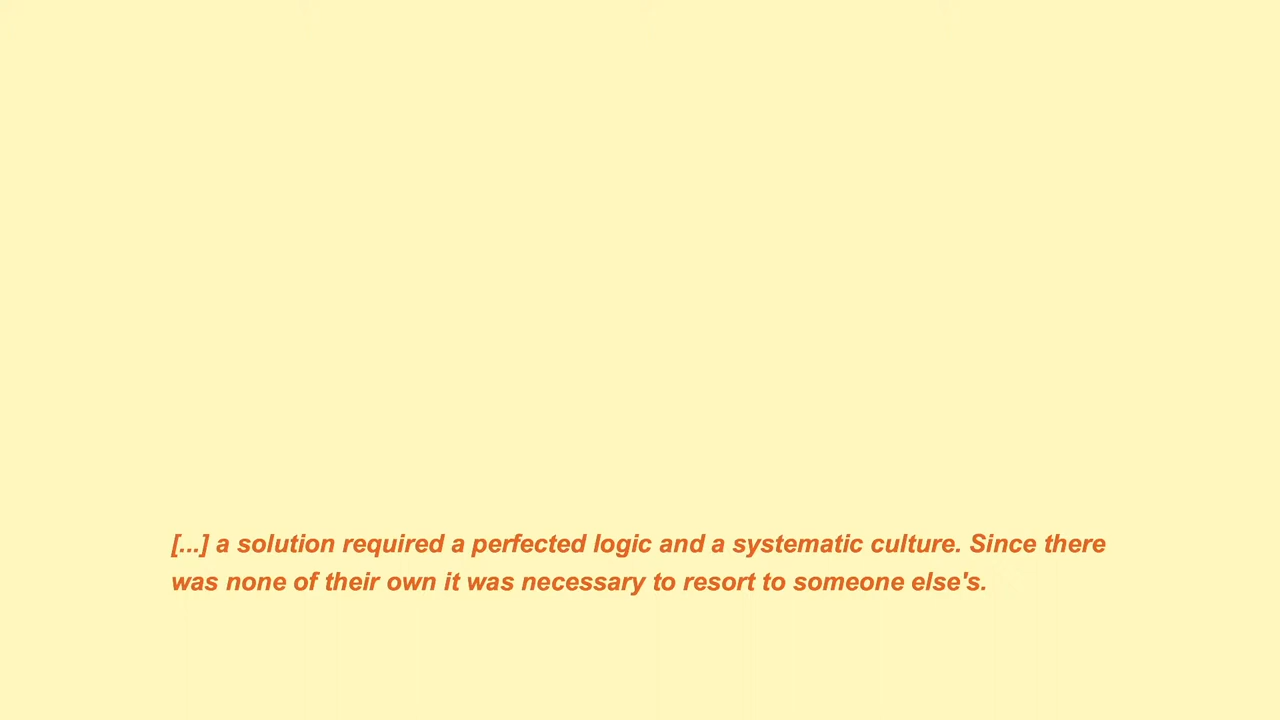 [...] a solution required a perfected logic and a systematic culture. Since there
was none of their own it was necessary to resort to someone else's.